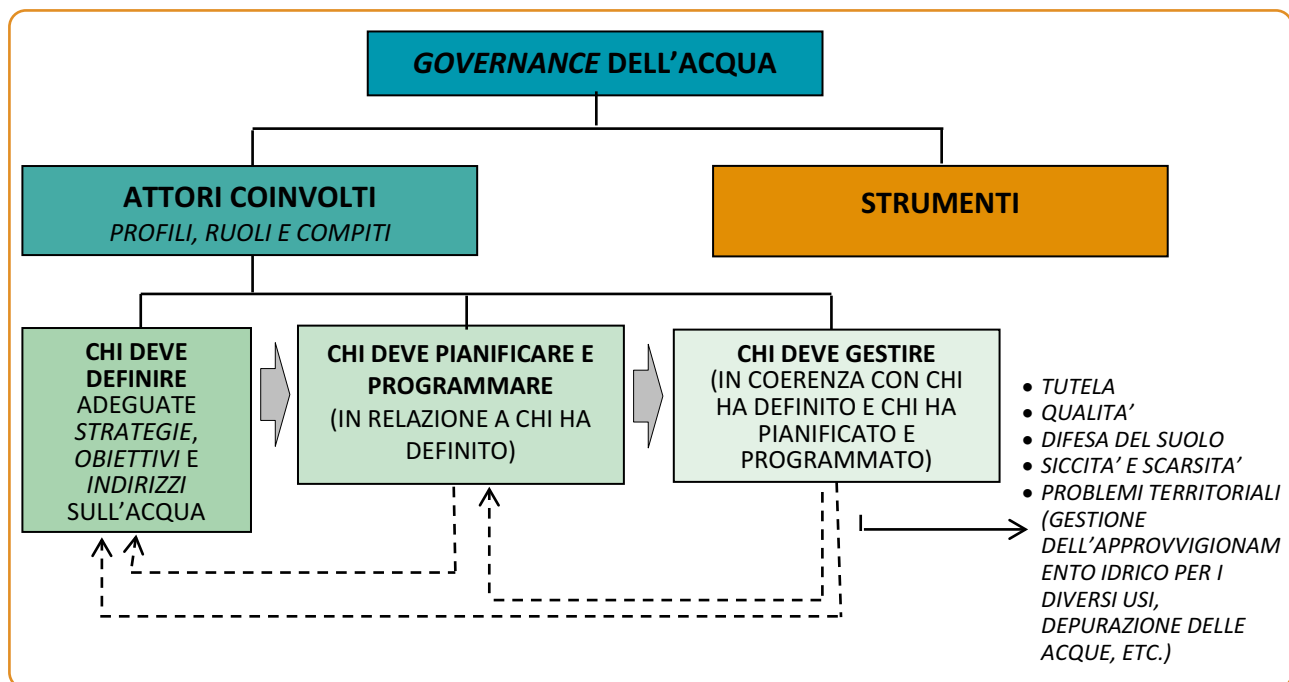 GOVERNANCE DELL’ACQUA
ATTORI COINVOLTI
PROFILI, RUOLI E COMPITI
STRUMENTI
CHI DEVE
DEFINIRE
ADEGUATE
STRATEGIE,
OBIETTIVI E
INDIRIZZI
SULL’ACQUA
CHI DEVE PIANIFICARE E
PROGRAMMARE
(IN RELAZIONE A CHI HA
DEFINITO)
CHI DEVE GESTIRE
(IN COERENZA CON CHI
HA DEFINITO E CHI HA
PIANIFICATO E
PROGRAMMATO)
• TUTELA
• QUALITA’
• DIFESA DEL SUOLO
• SICCITA’ E SCARSITA’
• PROBLEMI TERRITORIALI
(GESTIONE
DELL’APPROVVIGIONAM
ENTO IDRICO PER I
DIVERSI USI,
DEPURAZIONE DELLE
ACQUE, ETC.)